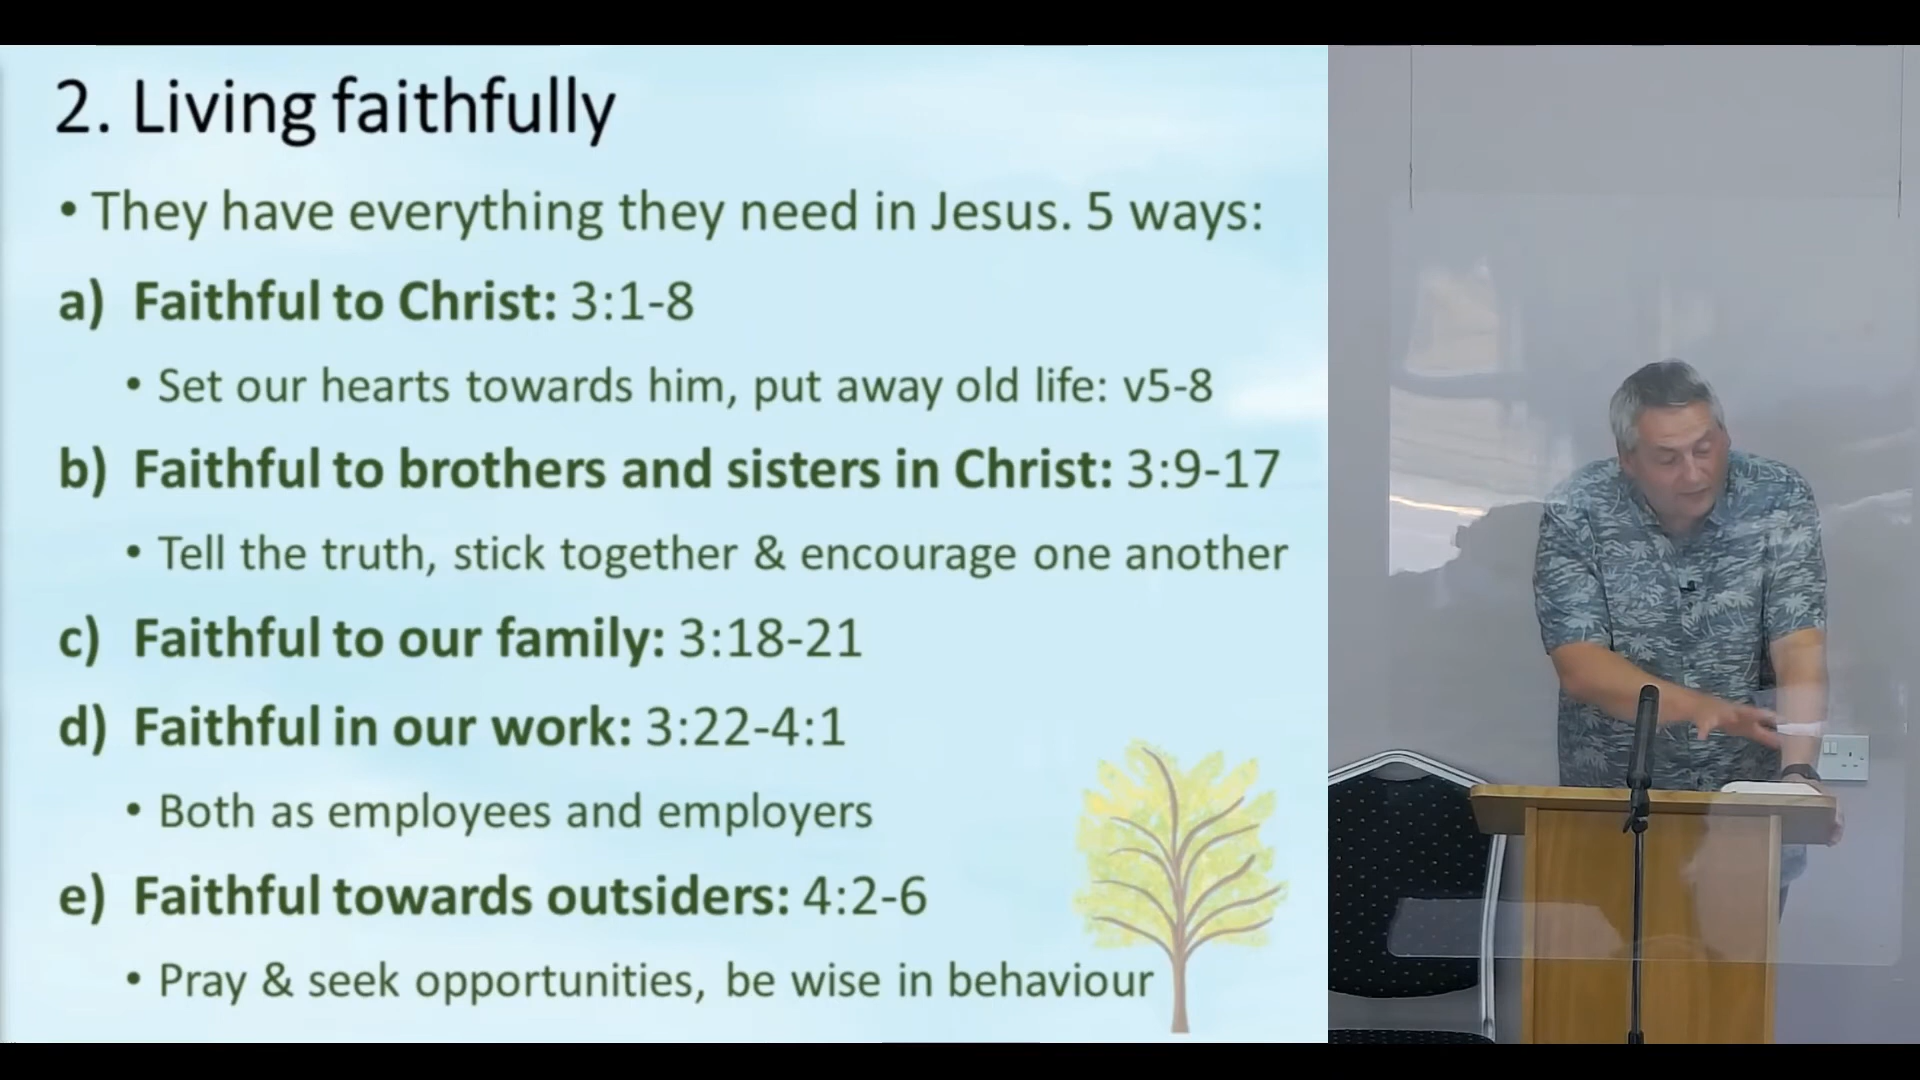 2. Living faithfully
• They have everything they need in Jesus. 5 ways:
a) Faithful to Christ: 3:1-8
• Set our hearts towards him, put away old life: v5-8
b) Faithful to brothers and sisters in Christ: 3:9-17
• Tell the truth, stick together & encourage one another
c) Faithful to our family: 3:18-21
d) Faithful in our work: 3:22-4:1
• Both as employees and employers
e) Faithful towards outsiders: 4:2-6
• Pray & seek opportunities, be wise in behaviour